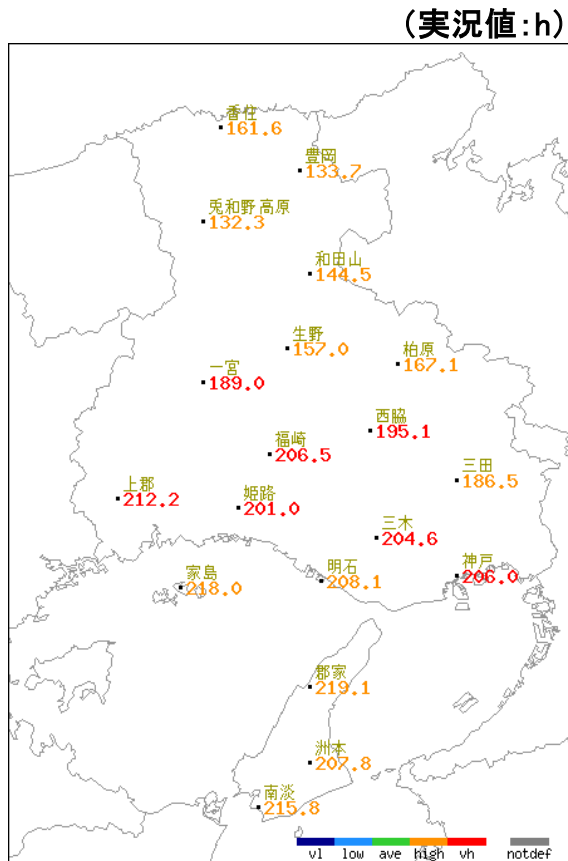 (実況値:h)
香住
161.6
豊岡
133.7
兎和野高原
132.3
和田山
144.5
生野
157.0
柏原
167.1
一宮
189.0
西脇
195.1
福崎
206.5
三田
186.5
上郡
212.2
姫路
201.0
三木
204.6
家島
218.0
明石
208.1
神戸
206.0
郡家
219.1
洲本
207.8
南淡
215.8
vl low ave high vh notdef